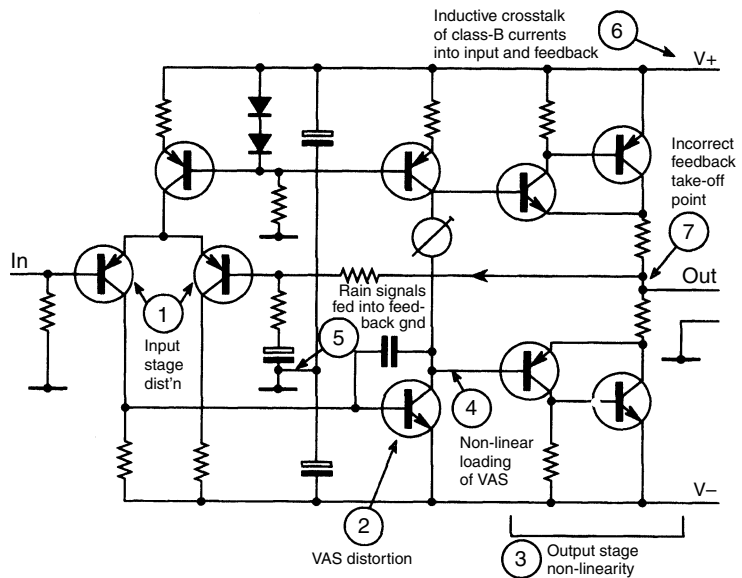 Inductive crosstalk
of class-B currents
into input and feedback
6
V+
Incorrect
feedback
take-off
point
7
In
Out
1
Input
stage
dist'n
Rain signals
fed into feed-
back gnd
5
4
Non-linear
loading
of VAS
V–
2
VAS distortion
3
Output stage
non-linearity